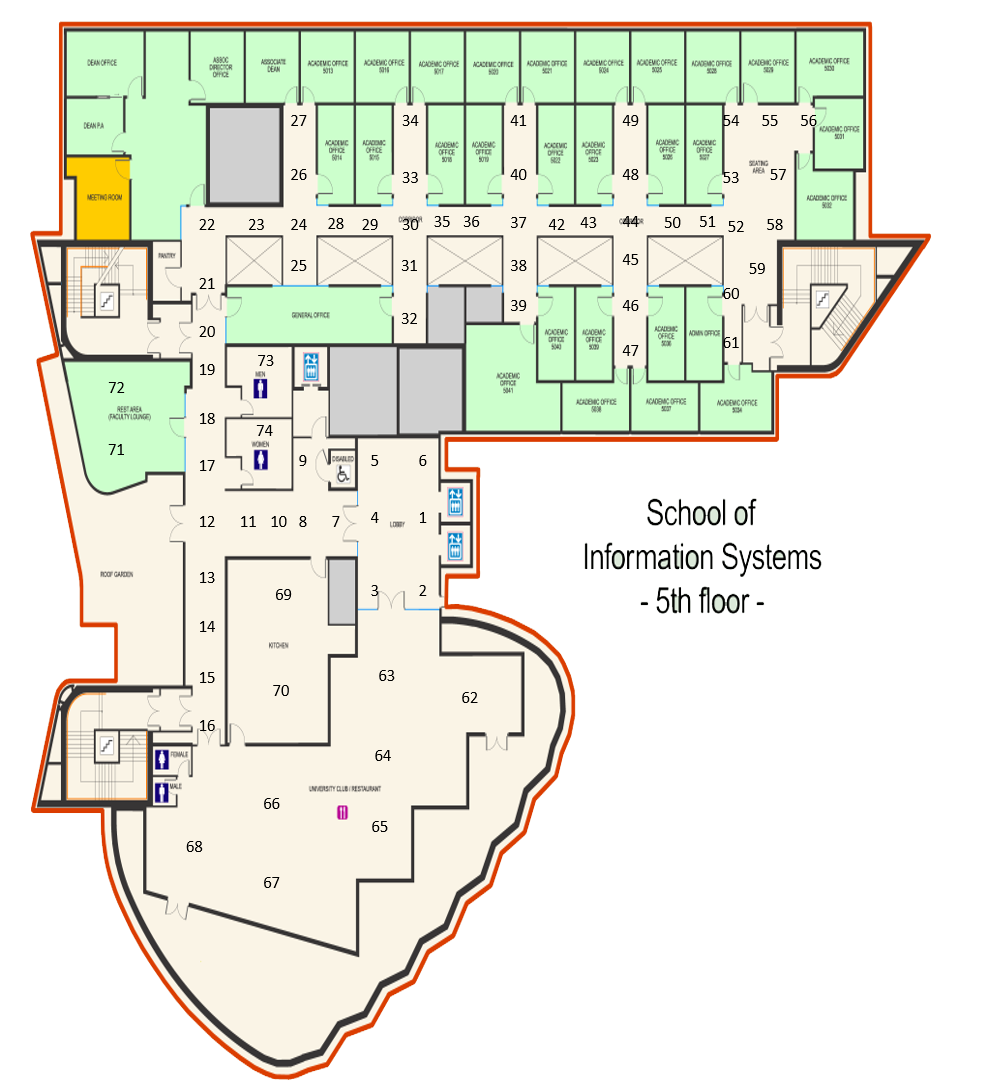 DEAN OFFICE
ASSOC
DIRECTOR
OFFICE
ASSOCIATE
DEAN
ACADEMIC OFFICE
5013
ACADEMIC OFFICE
5016
ACADEMIC OFFICE
5017
ACADEMIC OFFICE
5020
ACADEMIC OFFICE
5021
ACADEMIC OFFICE
5024
ACADEMIC OFFICE
5025
ACADEMIC OFFICE
5028
ACADEMIC OFFICE
5029
ACADEMIC OFFICE
5030
DEAN P.A
27
34
41
49
54
55
56
ACADEMIC OFFICE
5031
ACADEMIC
OFFICE
5014
ACADEMIC
OFFICE
5015
ACADEMIC
OFFICE
5018
ACADEMIC
OFFICE
5019
ACADEMIC
OFFICE
5022
ACADEMIC
OFFICE
5023
ACADEMIC
OFFICE
5026
ACADEMIC
OFFICE
5027
SEATING
AREA
26
33
40
48
53
57
MEETING ROOM
ACADEMIC OFFICE
5032
22
23
24
28
29
30
35
36
37
42
43
44
50
51
52
58
CORRIDOR
CORRIDOR
PANTRY
25
31
38
45
59
21
39
46
60
GENERAL OFFICE
32
20
ACADEMIC
OFFICE
5040
ACADEMIC
OFFICE
5039
ACADEMIC
OFFICE
5036
ADMIN OFFICE
61
47
19
73
MEN
72
REST AREA
(FACULTY LOUNGE)
71
18
74
WOMEN
ACADEMIC
OFFICE
5041
ACADEMIC OFFICE
5038
ACADEMIC OFFICE
5037
ACADEMIC OFFICE
5034
17
9
DISABLED
5
6
12
11
10
8
7
4
LOBBY
1
School of
Information Systems
- 5th floor -
ROOF GARDEN
13
69
3
2
14
KITCHEN
15
70
63
62
16
FEMALE
64
MALE
UNIVERSITY CLUB / RESTAURANT
66
65
68
67